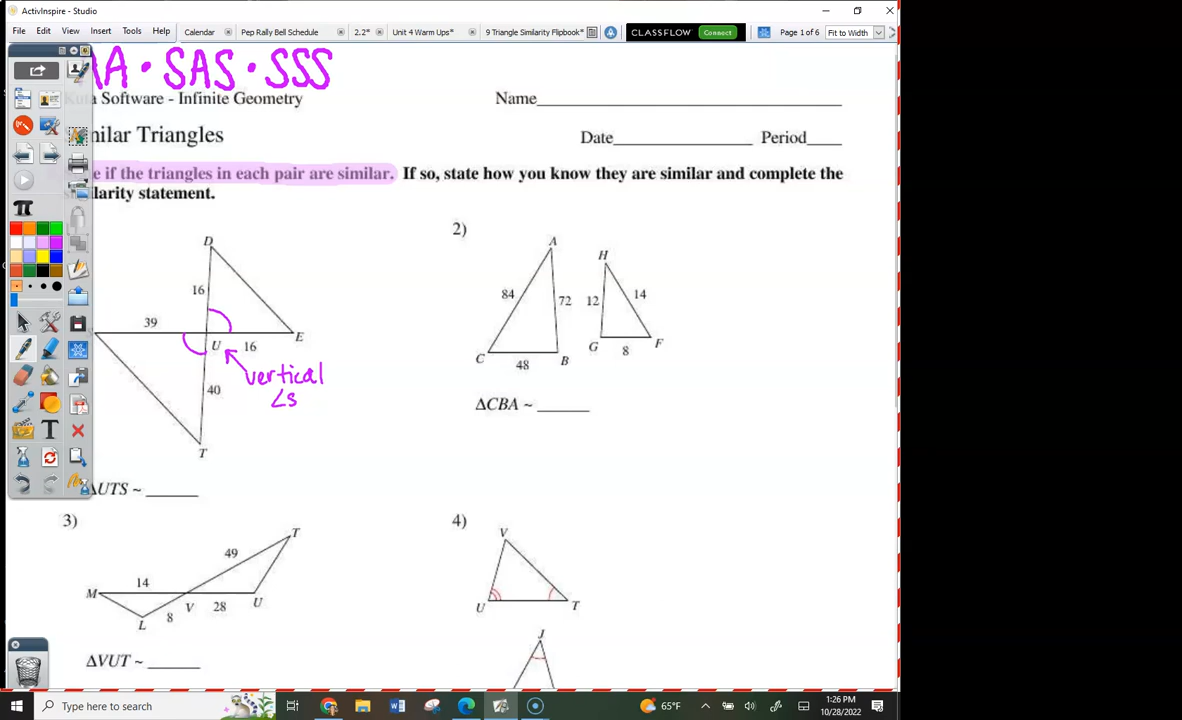 ActivInspire - Studio
File Edit View Insert Tools Help Calendar Pep Rally Bell Schedule 2.2* Unit 4 Warm Ups* 9 Triangle Similarity Flipbook* CLASSFLOW Connect Page 1 of 6 Fit to Width
A • SAS • SSS
Kuta Software - Infinite Geometry Name
milar Triangles Date Period
e if the triangles in each pair are similar. If so, state how you know they are similar and complete the
larity statement.
D
16
39
U 16 E
vertical
∠s
40
T
ΔUTS ~
2)
A H
84 72 12 14
C 48 B G 8 F
ΔCBA ~
3)
T
49
14
M V 28 U
L 8
ΔVUT ~
4)
V
U T
J
Type here to search
65°F
1:26 PM
10/28/2022